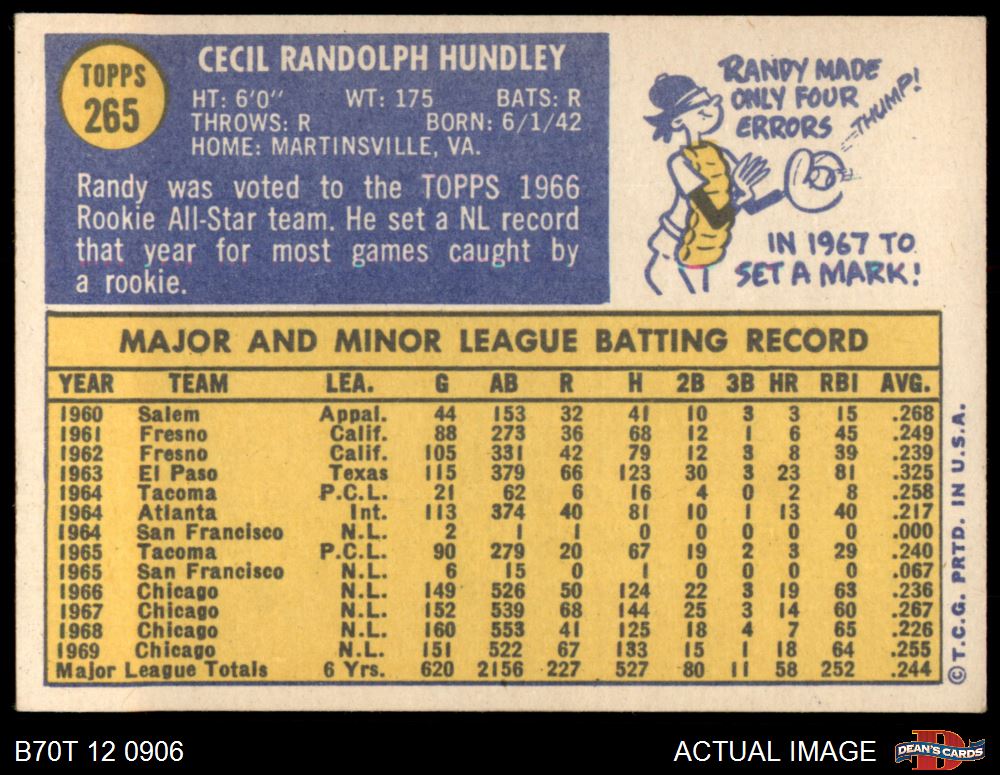 TOPPS
265
CECIL RANDOLPH HUNDLEY
HT: 6'0" WT: 175 BATS: R
THROWS: R BORN: 6/1/42
HOME: MARTINSVILLE, VA.
Randy was voted to the TOPPS 1966
Rookie All-Star team. He set a NL record
that year for most games caught by
a rookie.
RANDY MADE
ONLY FOUR
ERRORS
THUMP!
IN 1967 TO
SET A MARK!
MAJOR AND MINOR LEAGUE BATTING RECORD
YEAR TEAM LEA. G AB R H 2B 3B HR RBI AVG.
1960 Salem Appal. 44 153 32 41 10 3 3 15 .268
1961 Fresno Calif. 88 273 36 68 12 1 6 45 .249
1962 Fresno Calif. 105 331 42 79 12 3 8 39 .239
1963 El Paso Texas 115 379 66 123 30 3 23 81 .325
1964 Tacoma P.C.L. 21 62 6 16 4 0 2 8 .258
1964 Atlanta Int. 113 374 40 81 10 1 13 40 .217
1964 San Francisco N.L. 2 1 1 0 0 0 0 0 .000
1965 Tacoma P.C.L. 90 279 20 67 19 2 3 29 .240
1965 San Francisco N.L. 6 15 0 1 0 0 0 0 .067
1966 Chicago N.L. 149 526 50 124 22 3 19 63 .236
1967 Chicago N.L. 152 539 68 144 25 3 14 60 .267
1968 Chicago N.L. 160 553 41 125 18 4 7 65 .226
1969 Chicago N.L. 151 522 67 133 15 1 18 64 .255
Major League Totals 6 Yrs. 620 2156 227 527 80 11 58 252 .244
© T.C.G. PRTD. IN U.S.A.
B70T 12 0906
ACTUAL IMAGE
DEAN'S CARDS